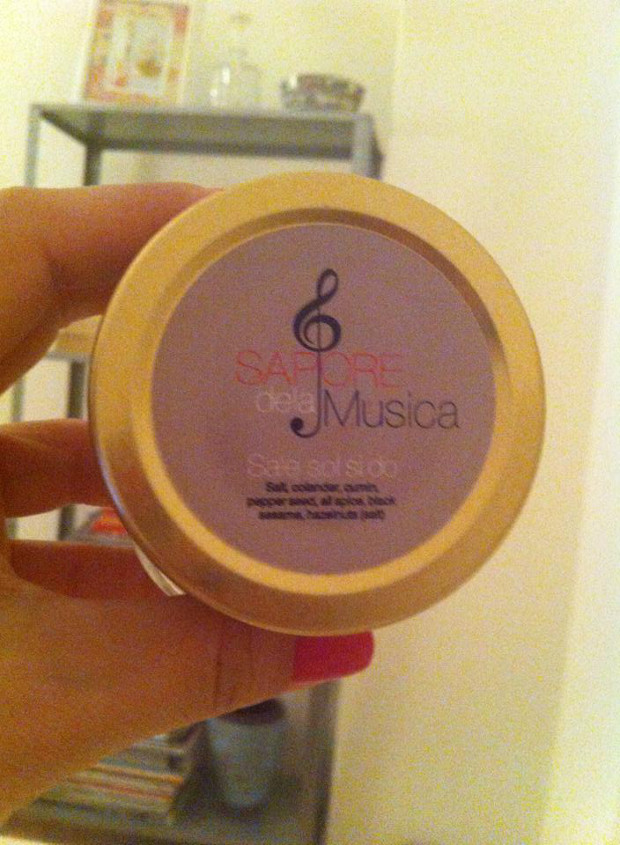 SAPORE
della Musica
Sale sol si do
Salt, coriander, cumin,
pepper seed, all spice, black
sesame, hazelnuts (salt)